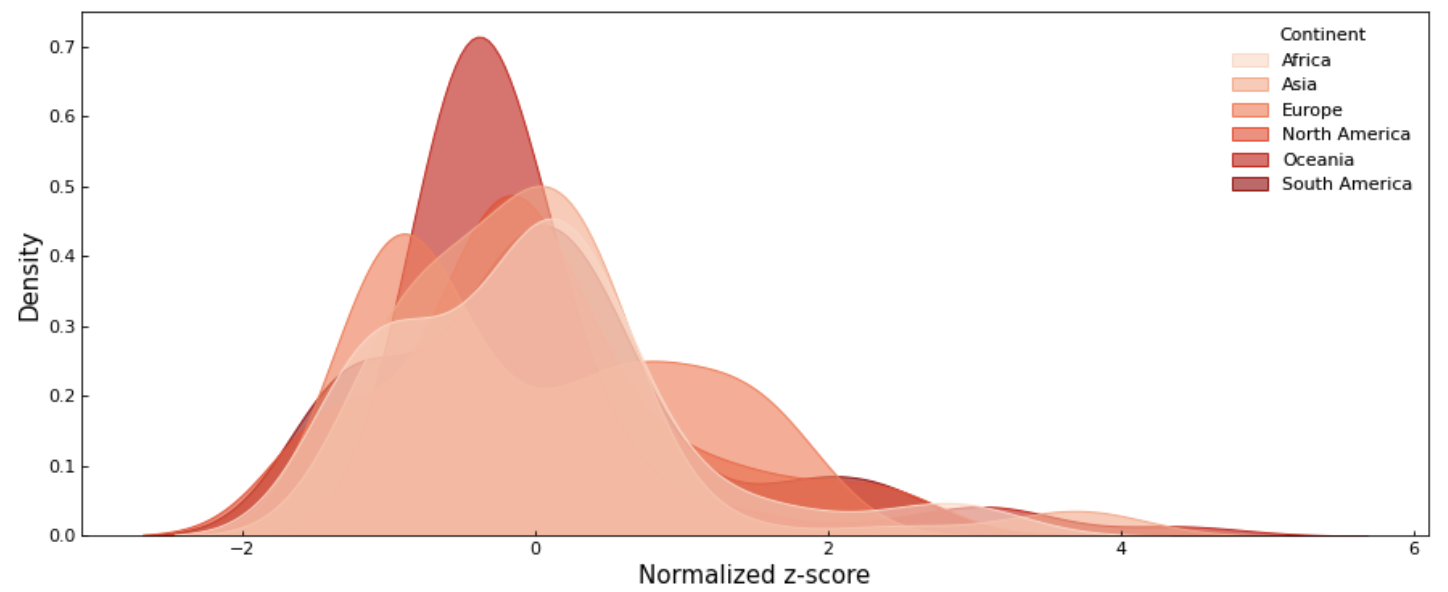 Continent
Africa
Asia
Europe
North America
Oceania
South America
0.7
0.6
0.5
0.4
0.3
0.2
0.1
0.0
Density
−2
0
2
4
6
Normalized z-score